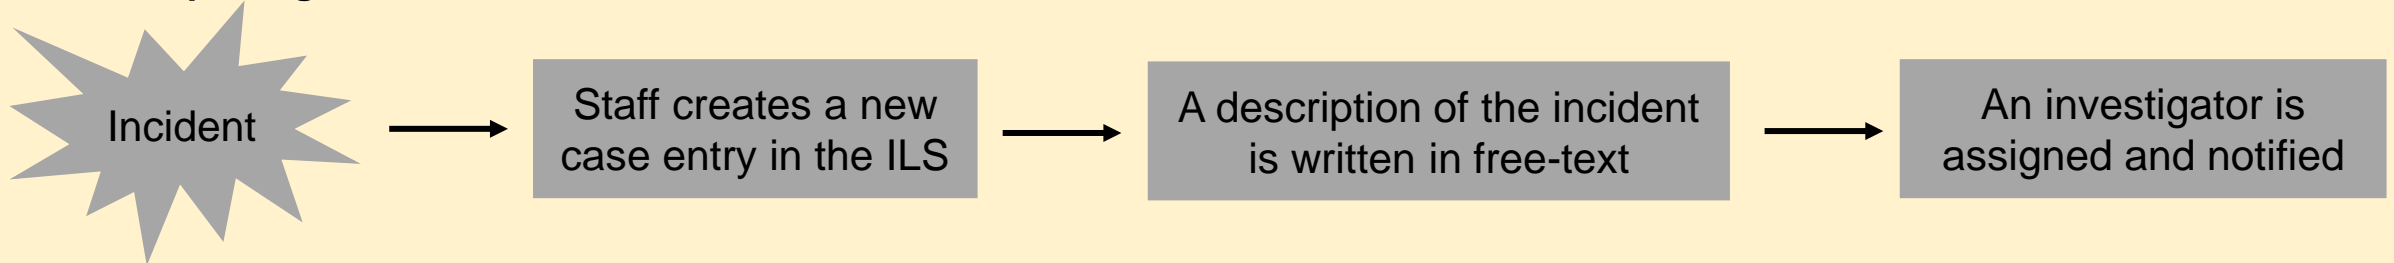 Incident
Staff creates a new
case entry in the ILS
A description of the incident
is written in free-text
An investigator is
assigned and notified